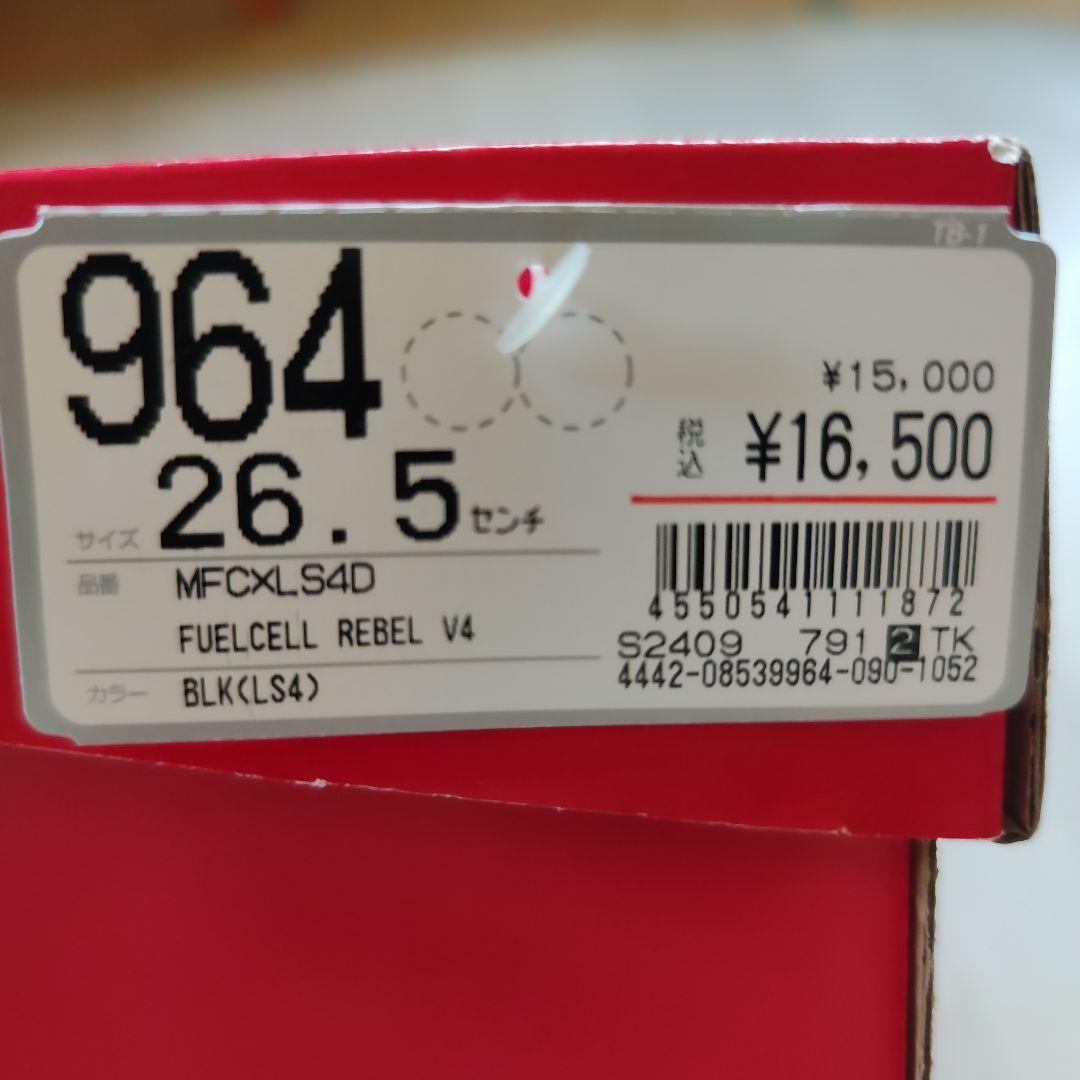 TB-1
964
¥15,000
税込 ¥16,500
サイズ 26.5センチ
品番 MFCXLS4D
FUELCELL REBEL V4
カラー BLK(LS4)
4550541111872
S2409 791 2 TK
4442-08539964-090-1052